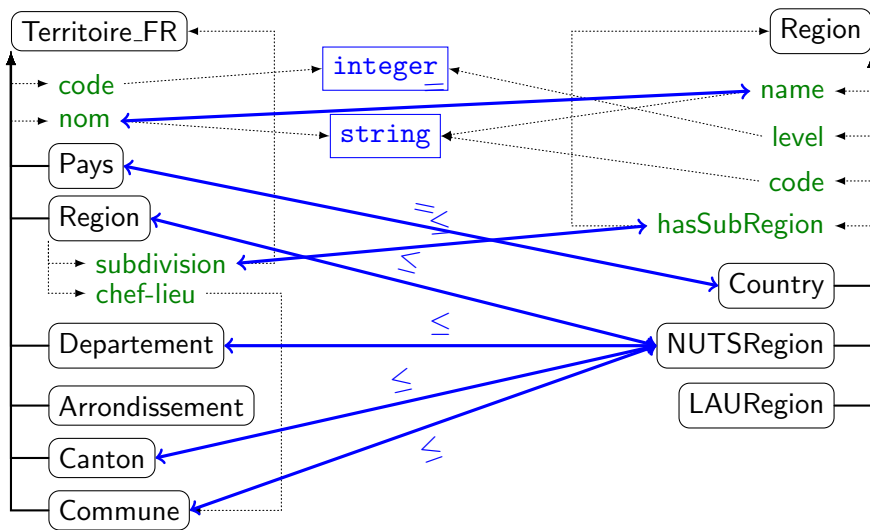 Territoire_FR
Region
integer
code
=
name
nom
string
level
Pays
code
Region
=
≤
hasSubRegion
subdivision
≤
chef-lieu
Country
Departement
≤
NUTSRegion
Arrondissement
≤
LAURegion
Canton
≤
Commune